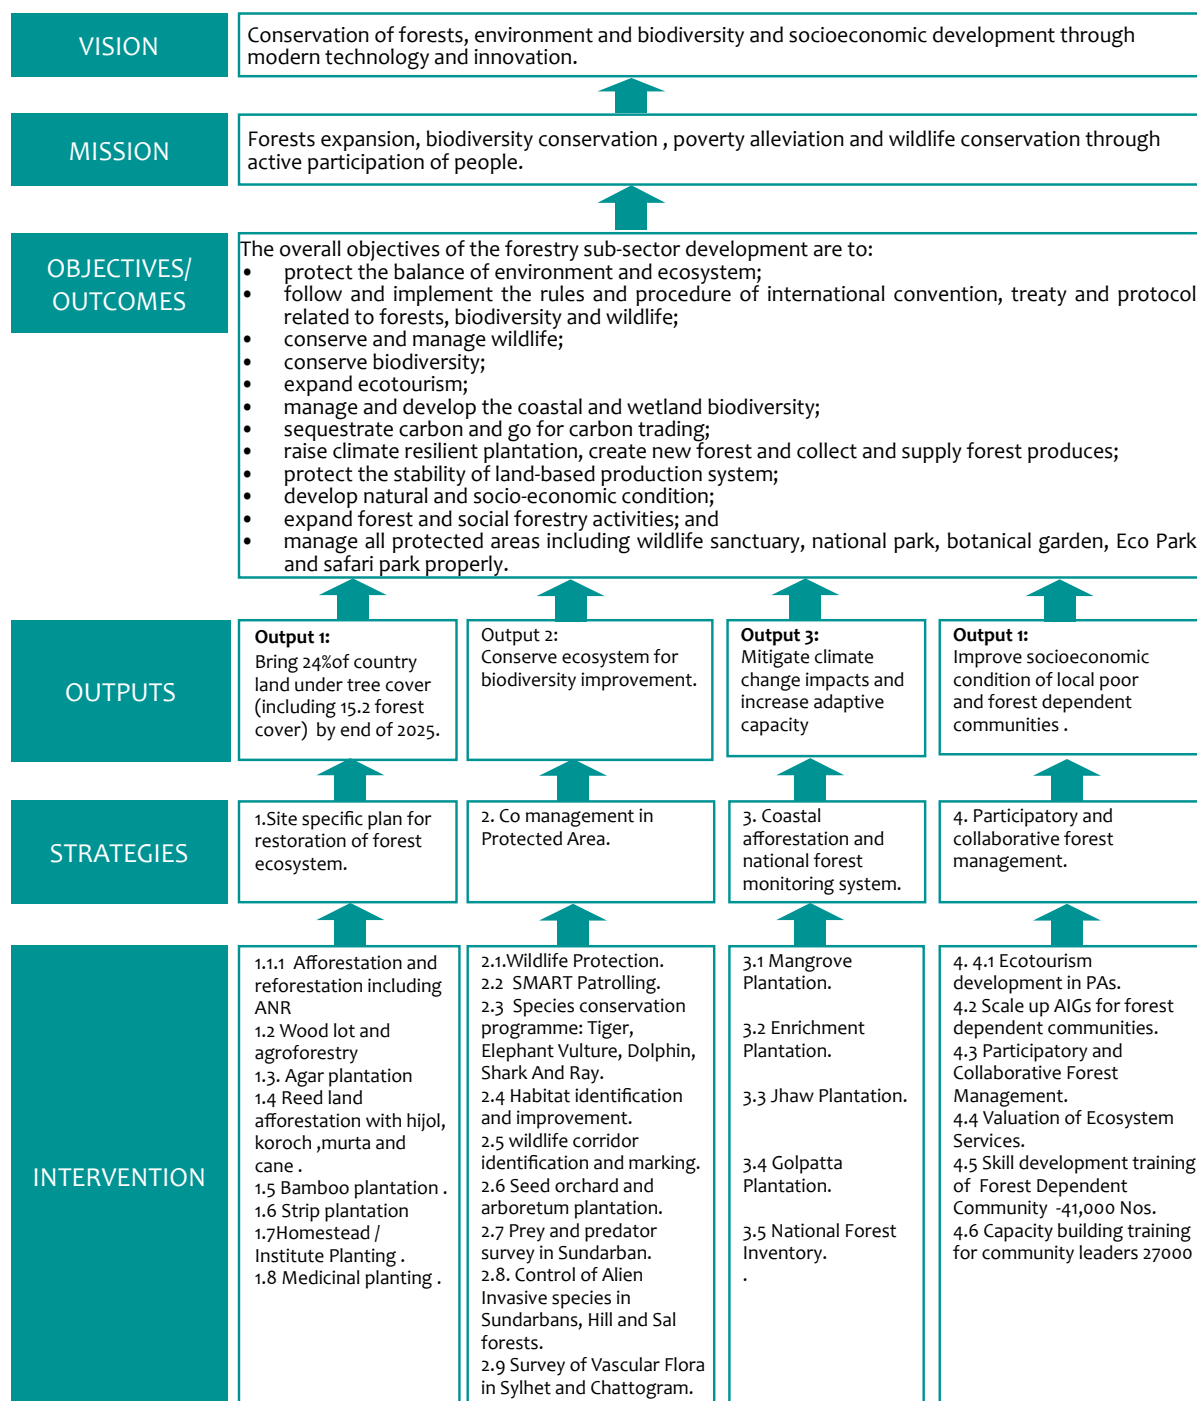 VISION
Conservation of forests, environment and biodiversity and socioeconomic development through
modern technology and innovation.
MISSION
Forests expansion, biodiversity conservation , poverty alleviation and wildlife conservation through
active participation of people.
OBJECTIVES/
OUTCOMES
The overall objectives of the forestry sub-sector development are to:
• protect the balance of environment and ecosystem;
• follow and implement the rules and procedure of international convention, treaty and protocol
related to forests, biodiversity and wildlife;
• conserve and manage wildlife;
• conserve biodiversity;
• expand ecotourism;
• manage and develop the coastal and wetland biodiversity;
• sequestrate carbon and go for carbon trading;
• raise climate resilient plantation, create new forest and collect and supply forest produces;
• protect the stability of land-based production system;
• develop natural and socio-economic condition;
• expand forest and social forestry activities; and
• manage all protected areas including wildlife sanctuary, national park, botanical garden, Eco Park
and safari park properly.
OUTPUTS
Output 1:
Bring 24%of country
land under tree cover
(including 15.2 forest
cover) by end of 2025.
Output 2:
Conserve ecosystem for
biodiversity improvement.
Output 3:
Mitigate climate
change impacts and
increase adaptive
capacity
Output 1:
Improve socioeconomic
condition of local poor
and forest dependent
communities .
STRATEGIES
1.Site specific plan for
restoration of forest
ecosystem.
2. Co management in
Protected Area.
3. Coastal
afforestation and
national forest
monitoring system.
4. Participatory and
collaborative forest
management.
INTERVENTION
1.1.1 Afforestation and
reforestation including
ANR
1.2 Wood lot and
agroforestry
1.3. Agar plantation
1.4 Reed land
afforestation with hijol,
koroch ,murta and
cane .
1.5 Bamboo plantation .
1.6 Strip plantation
1.7Homestead /
Institute Planting .
1.8 Medicinal planting .
2.1.Wildlife Protection.
2.2 SMART Patrolling.
2.3 Species conservation
programme: Tiger,
Elephant Vulture, Dolphin,
Shark And Ray.
2.4 Habitat identification
and improvement.
2.5 wildlife corridor
identification and marking.
2.6 Seed orchard and
arboretum plantation.
2.7 Prey and predator
survey in Sundarban.
2.8. Control of Alien
Invasive species in
Sundarbans, Hill and Sal
forests.
2.9 Survey of Vascular Flora
in Sylhet and Chattogram.
3.1 Mangrove
Plantation.
3.2 Enrichment
Plantation.
3.3 Jhaw Plantation.
3.4 Golpatta
Plantation.
3.5 National Forest
Inventory.
.
4. 4.1 Ecotourism
development in PAs.
4.2 Scale up AIGs for forest
dependent communities.
4.3 Participatory and
Collaborative Forest
Management.
4.4 Valuation of Ecosystem
Services.
4.5 Skill development training
of Forest Dependent
Community -41,000 Nos.
4.6 Capacity building training
for community leaders 27000